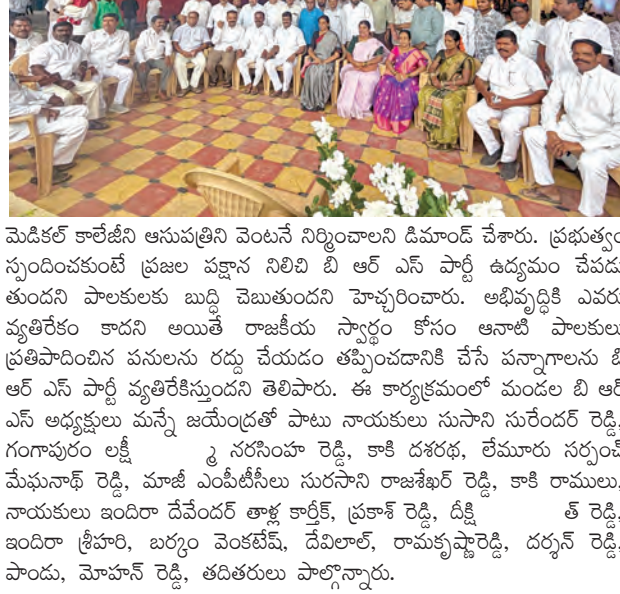 మెడికల్ కాలేజీని ఆసుపత్రిని వెంటనే నిర్మించాలని డిమాండ్ చేశారు. ప్రభుత్వం
స్పందించకుంటే ప్రజల పక్షాన నిలిచి బి ఆర్ ఎస్ పార్టీ ఉద్యమం చేపడు
తుందని పాలకులకు బుద్ధి చెబుతుందని హెచ్చరించారు. అభివృద్ధికి ఎవరు
వ్యతిరేకం కాదని అయితే రాజకీయ స్వార్థం కోసం ఆనాటి పాలకులు
ప్రతిపాదించిన పనులను రద్దు చేయడం తప్పించడానికి చేసే పన్నాగాలను బి
ఆర్ ఎస్ పార్టీ వ్యతిరేకిస్తుందని తెలిపారు. ఈ కార్యక్రమంలో మండల బి ఆర్
ఎస్ అధ్యక్షులు మన్నే జయేంద్రతో పాటు నాయకులు సుసాని సురేందర్ రెడ్డి,
గంగాపురం లక్ష్మీ నరసింహ రెడ్డి, కాకి దశరథ, లేమూరు సర్పంచ్
మేఘనాథ్ రెడ్డి, మాజీ ఎంపీటీసీలు సురసాని రాజశేఖర్ రెడ్డి, కాకి రాములు,
నాయకులు ఇందిరా దేవేందర్ తాళ్ల కార్తీక్, ప్రకాశ్ రెడ్డి, దీక్షిత్ రెడ్డి,
ఇందిరా శ్రీహరి, బర్కం వెంకటేష్, దేవిలాల్, రామకృష్ణారెడ్డి, దర్శన్ రెడ్డి,
పాండు, మోహన్ రెడ్డి, తదితరులు పాల్గొన్నారు.